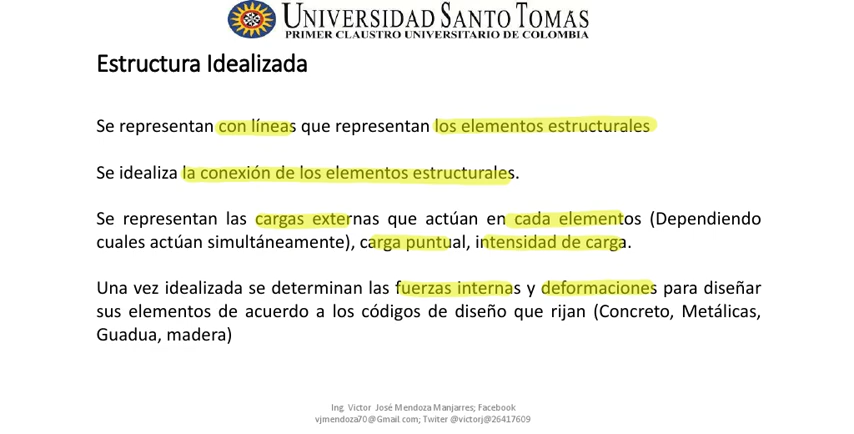 UNIVERSIDAD SANTO TOMAS
PRIMER CLAUSTRO UNIVERSITARIO DE COLOMBIA
Estructura Idealizada
Se representan con líneas que representan los elementos estructurales
Se idealiza la conexión de los elementos estructurales.
Se representan las cargas externas que actúan en cada elementos (Dependiendo
cuales actúan simultáneamente), carga puntual, intensidad de carga.
Una vez idealizada se determinan las fuerzas internas y deformaciones para diseñar
sus elementos de acuerdo a los códigos de diseño que rijan (Concreto, Metálicas,
Guadua, madera)
Ing. Victor José Mendoza Manjarres; Facebook
vjmendoza70@Gmail.com; Twiter @victorj@26417609